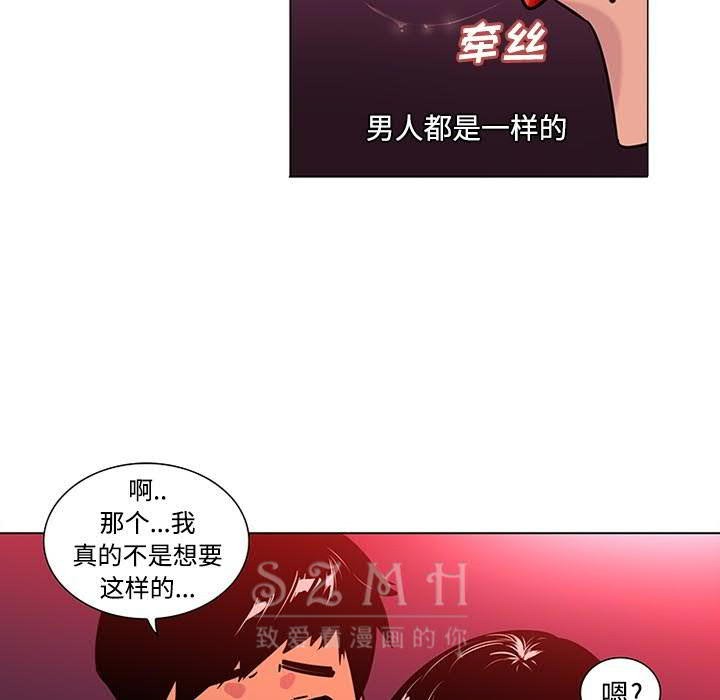 牵丝
男人都是一样的
啊..
那个...我
真的不是想要
这样的...
SZMH
致爱看漫画的你
嗯?